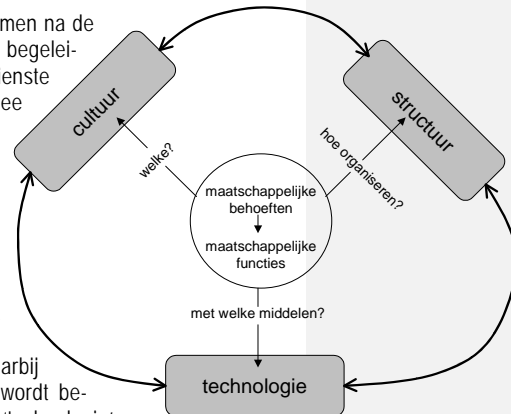 men na de
begelei-
ienste
ee
cultuur
structuur
welke?
hoe organiseren?
maatschappelijke
behoeften
maatschappelijke
functies
met welke middelen?
arbij
wordt be-
technologie